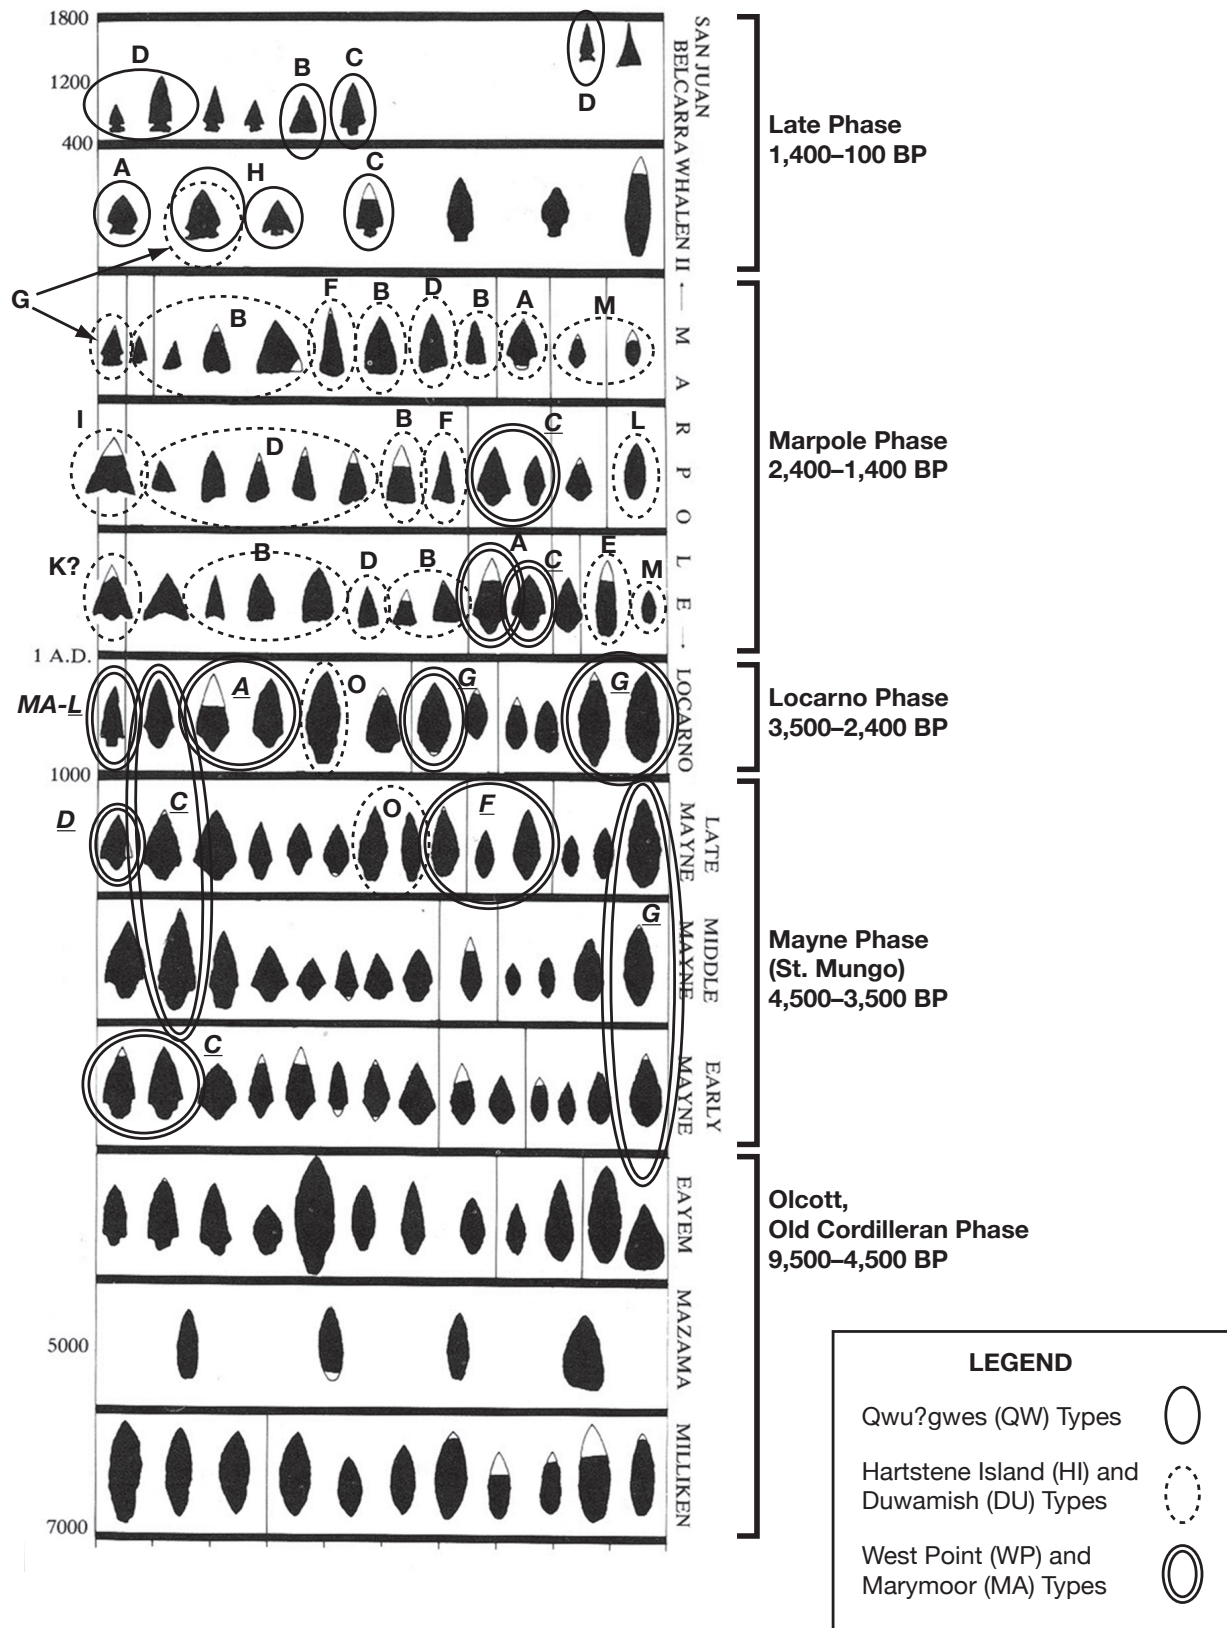 1800
D
1200
B
C
D
400
SAN JUAN
BELCARRA
Late Phase
1,400–100 BP
A
H
C
WHALEN II
G
B
F
B
D
B
A
M
I
D
B
F
C
L
K?
B
D
B
A
C
E
M
MARPOLE
Marpole Phase
2,400–1,400 BP
1 A.D.
MA-L
A
O
G
G
LOCARNO
Locarno Phase
3,500–2,400 BP
1000
D
C
O
F
LATE
MAYNE
G
MIDDLE
MAYNE
C
EARLY
MAYNE
Mayne Phase
(St. Mungo)
4,500–3,500 BP
EAYEM
Olcott,
Old Cordilleran Phase
9,500–4,500 BP
5000
MAZAMA
MILLIKEN
7000
LEGEND
Qwu?gwes (QW) Types
Hartstene Island (HI) and
Duwamish (DU) Types
West Point (WP) and
Marymoor (MA) Types